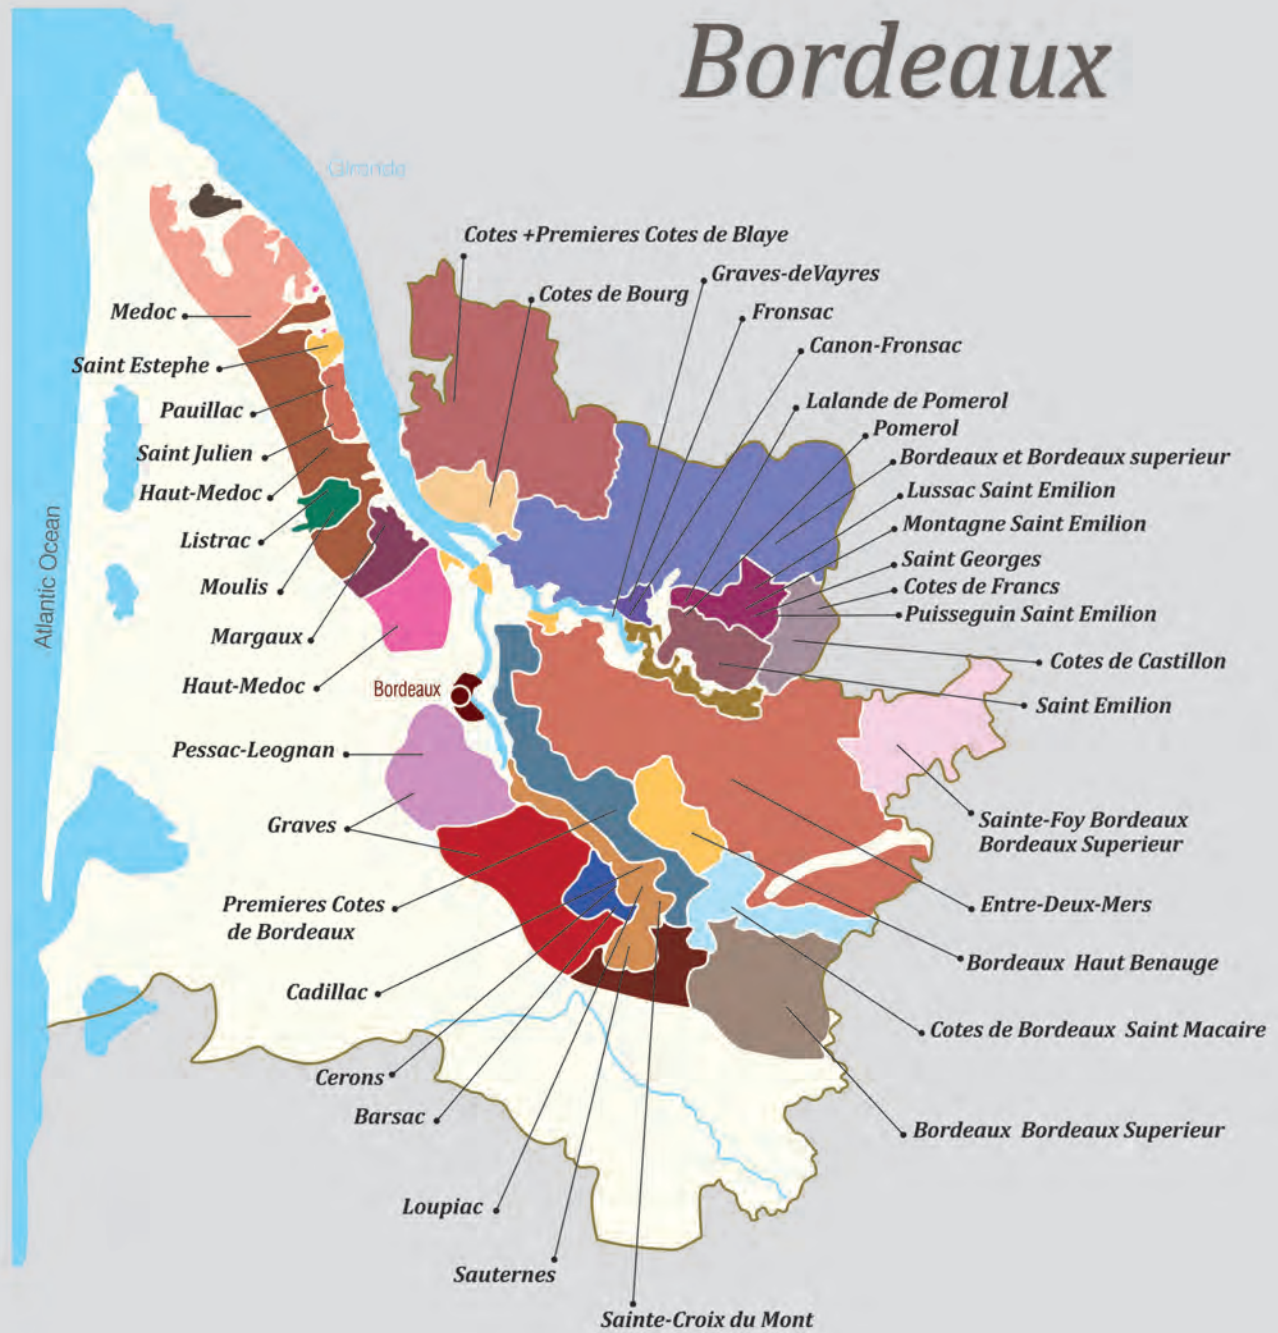 Bordeaux
Gironde
Cotes +Premieres Cotes de Blaye
Graves-deVayres
Cotes de Bourg
Fronsac
Medoc
Canon-Fronsac
Saint Estephe
Lalande de Pomerol
Pauillac
Pomerol
Saint Julien
Bordeaux et Bordeaux superieur
Haut-Medoc
Lussac Saint Emilion
Montagne Saint Emilion
Listrac
Saint Georges
Moulis
Cotes de Francs
Puisseguin Saint Emilion
Atlantic Ocean
Margaux
Cotes de Castillon
Haut-Medoc
Bordeaux
Saint Emilion
Pessac-Leognan
Graves
Sainte-Foy Bordeaux
Bordeaux Superieur
Premieres Cotes
de Bordeaux
Entre-Deux-Mers
Bordeaux Haut Benauge
Cadillac
Cotes de Bordeaux Saint Macaire
Cerons
Barsac
Bordeaux Bordeaux Superieur
Loupiac
Sauternes
Sainte-Croix du Mont